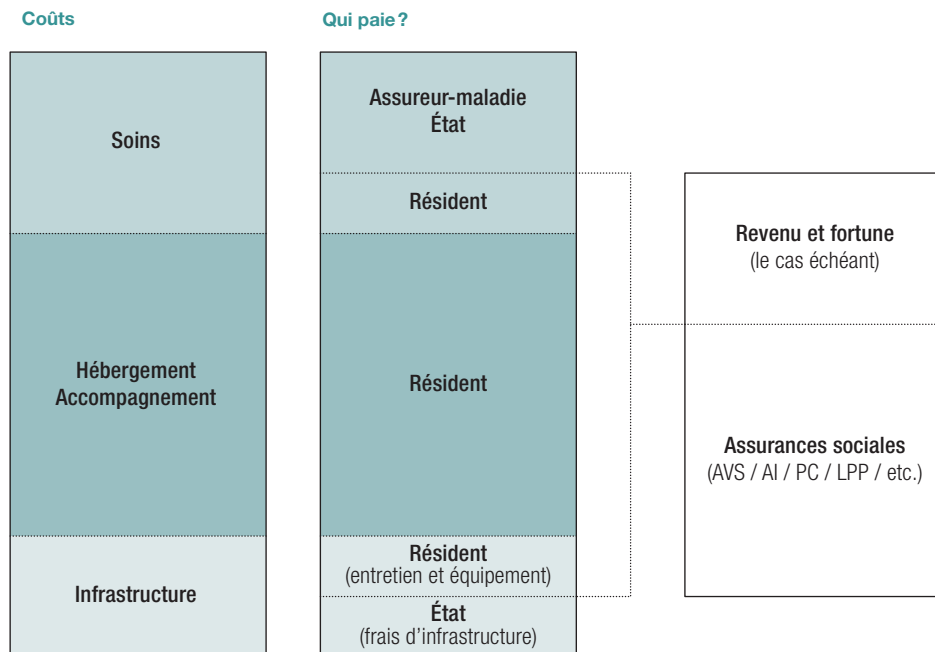 Coûts
Qui paie ?
Soins
Hébergement
Accompagnement
Infrastructure
Assureur-maladie
État
Résident
Résident
Résident
(entretien et équipement)
État
(frais d’infrastructure)
Revenu et fortune
(le cas échéant)
Assurances sociales
(AVS / AI / PC / LPP / etc.)